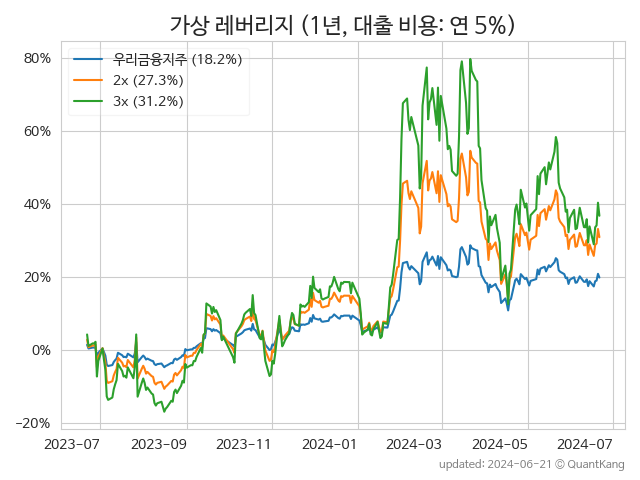 가상 레버리지 (1년, 대출 비용: 연 5%)
우리금융지주 (18.2%)
2x (27.3%)
3x (31.2%)
80%
60%
40%
20%
0%
−20%
2023-07
2023-09
2023-11
2024-01
2024-03
2024-05
2024-07
updated: 2024-06-21 @ QuantKang